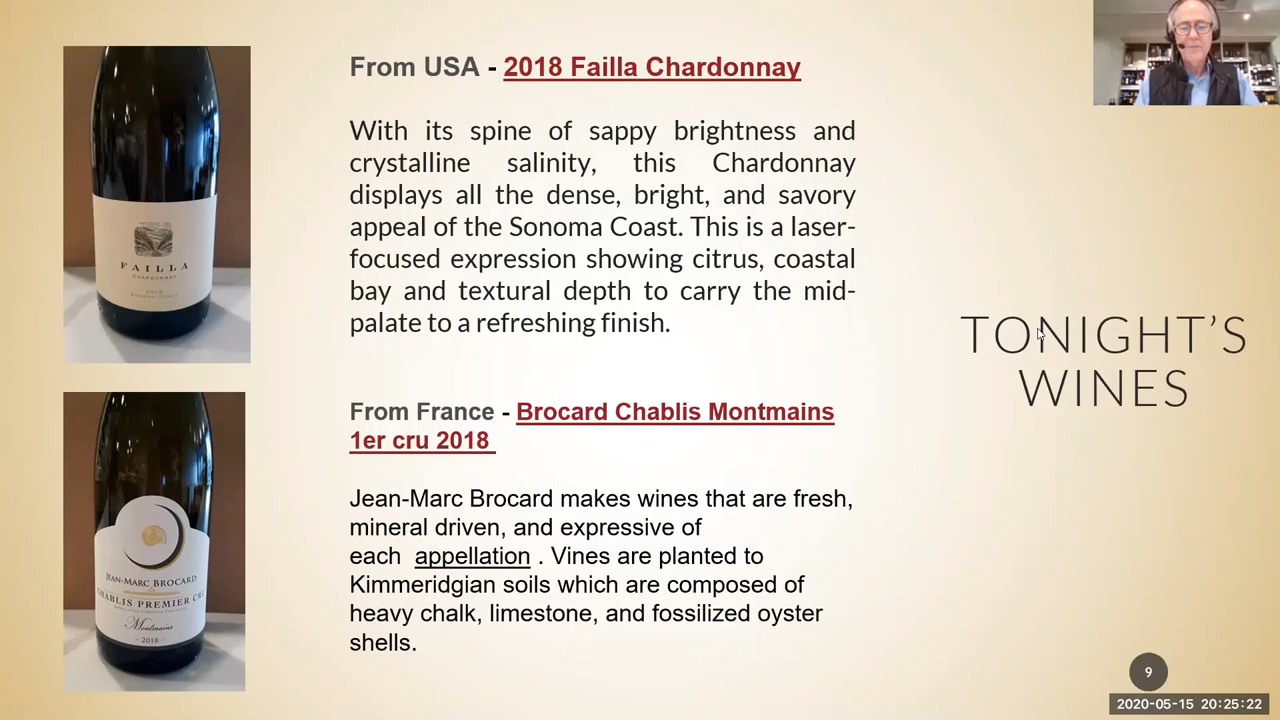 From USA - 2018 Failla Chardonnay
With its spine of sappy brightness and
crystalline salinity, this Chardonnay
displays all the dense, bright, and savory
appeal of the Sonoma Coast. This is a laser-
focused expression showing citrus, coastal
bay and textural depth to carry the mid-
palate to a refreshing finish.
FAILLA
CHARDONNAY
2018
SONOMA COAST
From France - Brocard Chablis Montmains
1er cru 2018
Jean-Marc Brocard makes wines that are fresh,
mineral driven, and expressive of
each appellation . Vines are planted to
Kimmeridgian soils which are composed of
heavy chalk, limestone, and fossilized oyster
shells.
JEAN-MARC BROCARD
CHABLIS PREMIER CRU
Montmains
2018
TONIGHT'S
WINES
9
2020-05-15 20:25:22